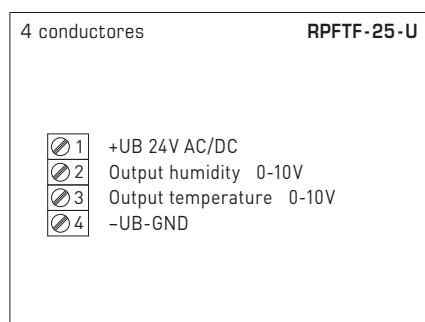 4 conductores RPFTF-25-U
1 +UB 24V AC/DC
2 Output humidity 0-10V
3 Output temperature 0-10V
4 –UB-GND